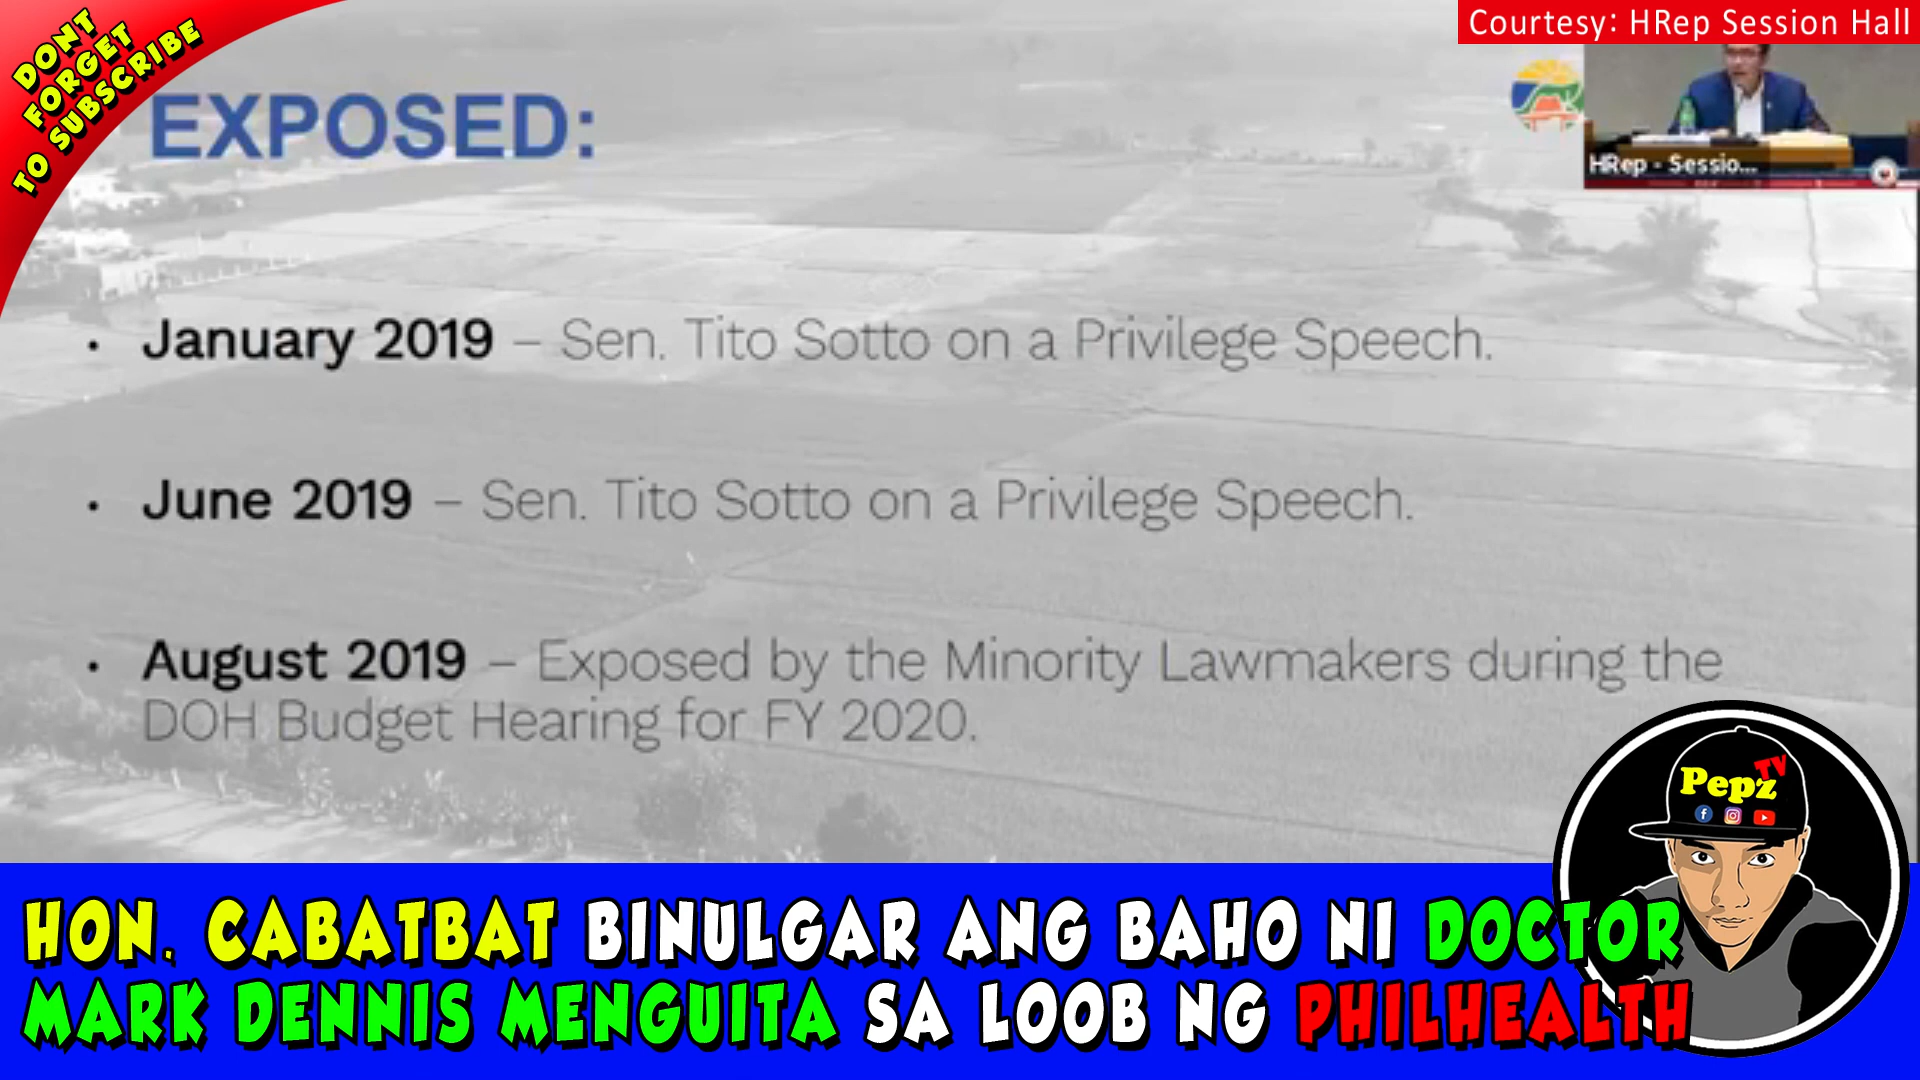 DONT
FORGET
TO SUBSCRIBE
Courtesy: HRep Session Hall
EXPOSED:
HRep - Sessio...
• January 2019 – Sen. Tito Sotto on a Privilege Speech.
• June 2019 – Sen. Tito Sotto on a Privilege Speech.
• August 2019 – Exposed by the Minority Lawmakers during the
DOH Budget Hearing for FY 2020.
Pepz TV
HON. CABATBAT BINULGAR ANG BAHO NI DOCTOR
MARK DENNIS MENGUITA SA LOOB NG PHILHEALTH